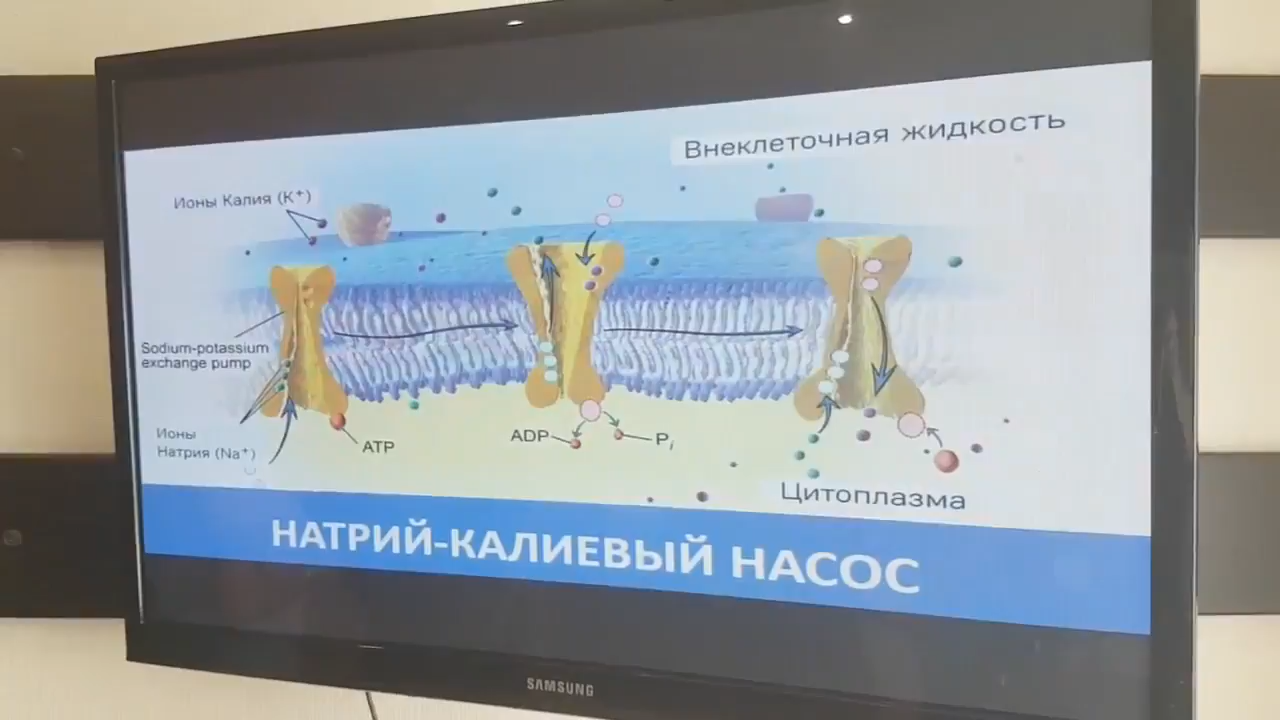 Внеклеточная жидкость
Ионы Калия (K⁺)
Sodium-potassium
exchange pump
Ионы
Натрия (Na⁺)
ATP
ADP
Pi
Цитоплазма
НАТРИЙ-КАЛИЕВЫЙ НАСОС
SAMSUNG